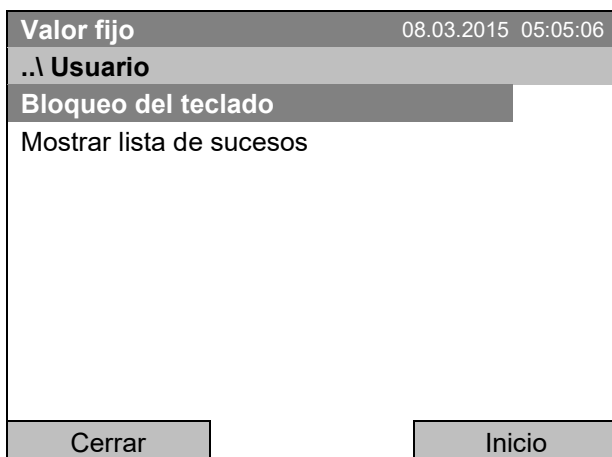 Valor fijo 08.03.2015 05:05:06
..\ Usuario
Bloqueo del teclado
Mostrar lista de sucesos
Cerrar Inicio